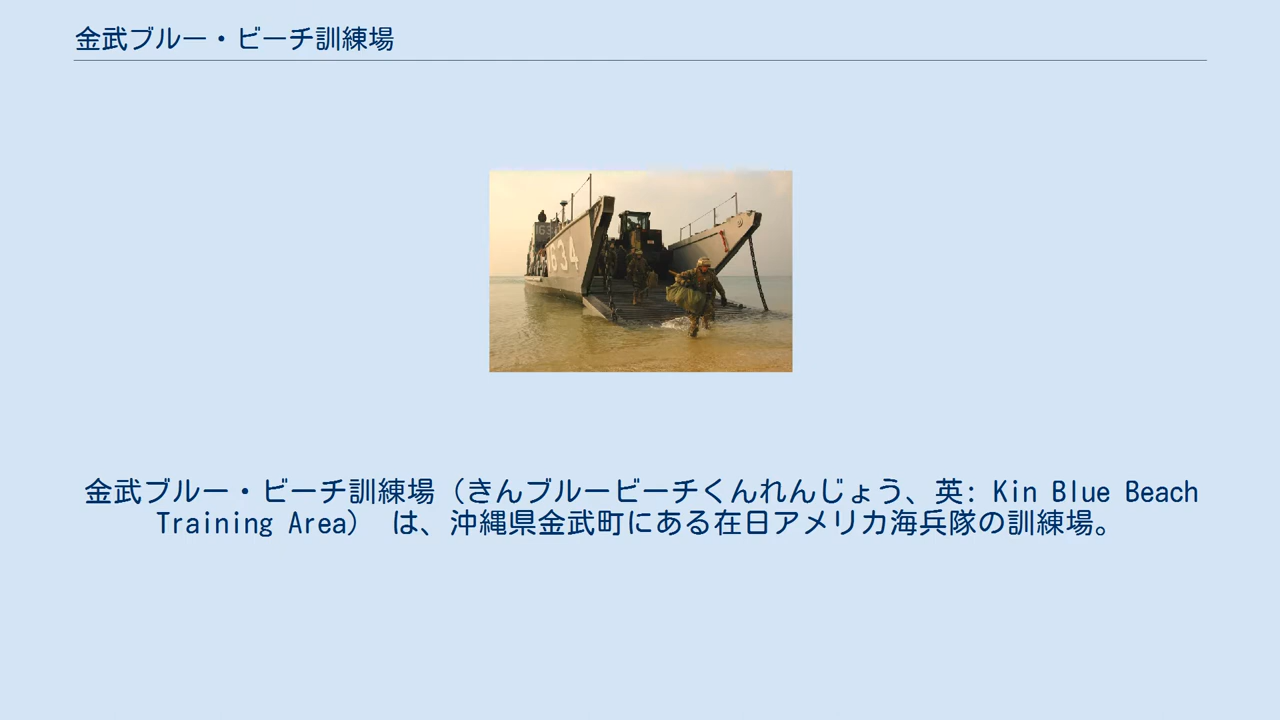 金武ブルー・ビーチ訓練場
1634
金武ブルー・ビーチ訓練場（きんブルービーチくんれんじょう、英: Kin Blue Beach
Training Area） は、沖縄県金武町にある在日アメリカ海兵隊の訓練場。